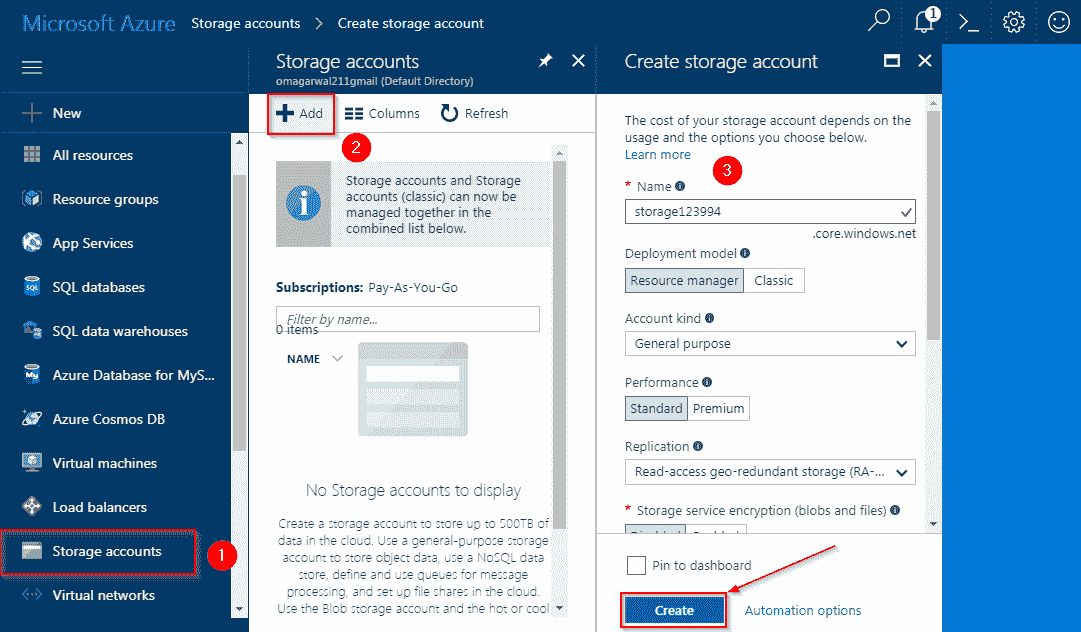 Microsoft Azure Storage accounts > Create storage account
1
New
All resources
Resource groups
App Services
SQL databases
SQL data warehouses
Azure Database for MyS...
Azure Cosmos DB
Virtual machines
Load balancers
Storage accounts
1
Virtual networks
Storage accounts
omagarwal211gmail (Default Directory)
Add
Columns
Refresh
2
Storage accounts and Storage
accounts (classic) can now be
managed together in the
combined list below.
Subscriptions: Pay-As-You-Go
Filter by name...
0 items
NAME
No Storage accounts to display
Create a storage account to store up to 500TB of
data in the cloud. Use a general-purpose storage
account to store object data, use a NoSQL data
store, define and use queues for message
processing, and set up file shares in the cloud.
Use the Blob storage account and the hot or cool
Create storage account
The cost of your storage account depends on the
usage and the options you choose below.
Learn more
3
* Name
storage123994
.core.windows.net
Deployment model
Resource manager Classic
Account kind
General purpose
Performance
Standard Premium
Replication
Read-access geo-redundant storage (RA-...
* Storage service encryption (blobs and files)
Pin to dashboard
Create
Automation options